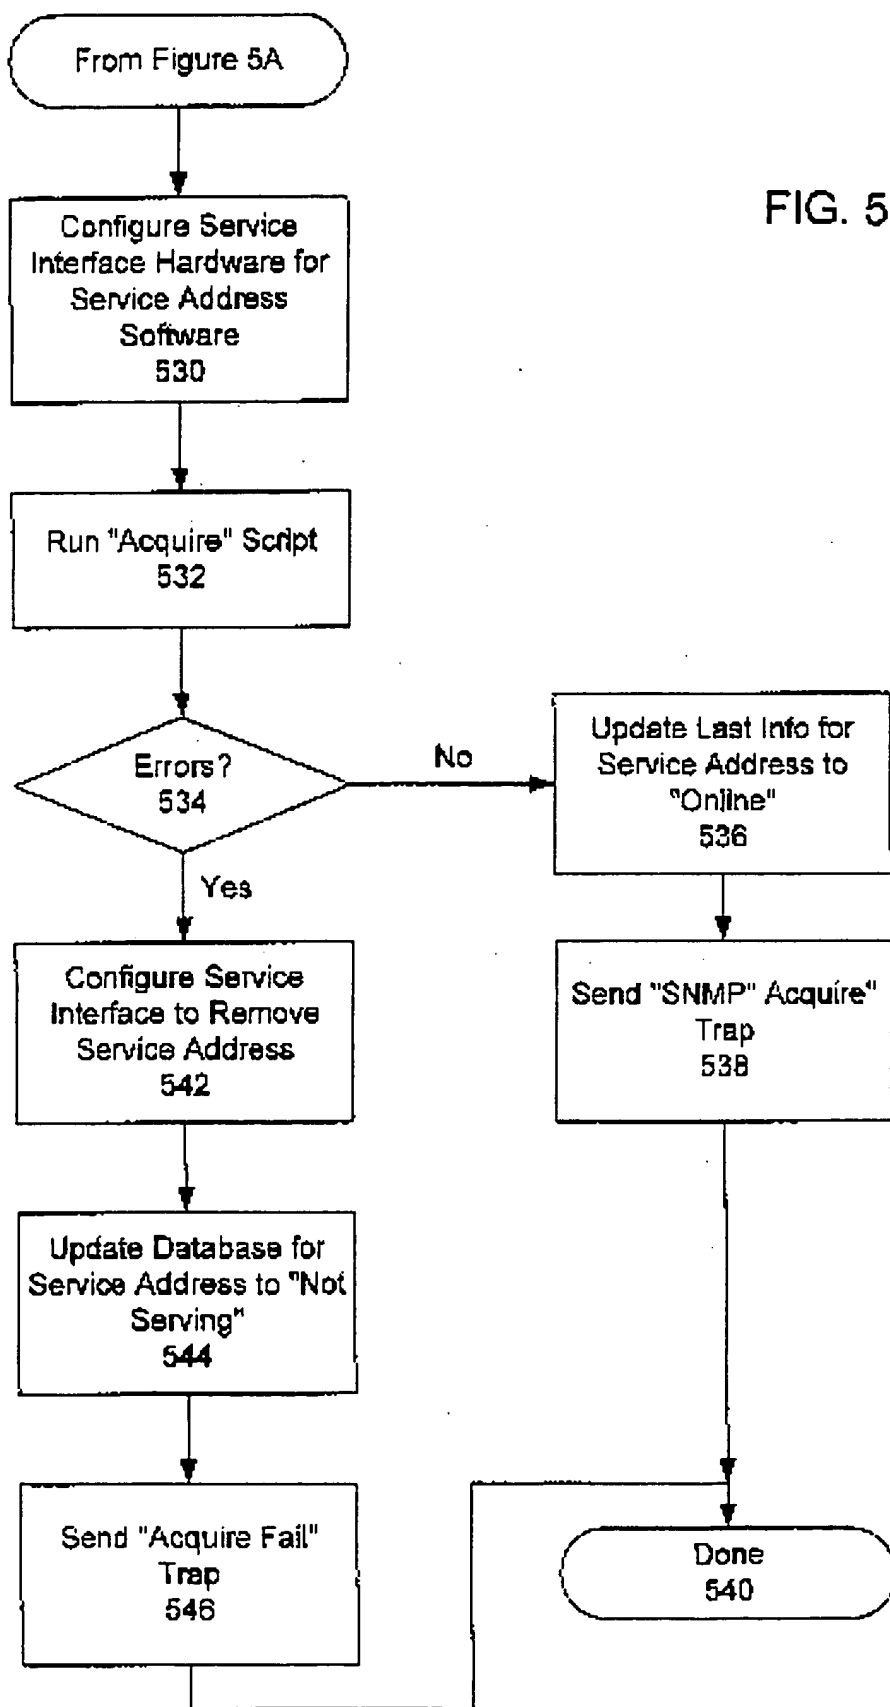 From Figure 5A
FIG. 5
Configure Service
Interface Hardware for
Service Address
Software
530
Run "Acquire" Script
532
Errors?
534
No
Yes
Update Last Info for
Service Address to
"Online"
536
Send "SNMP" Acquire"
Trap
538
Configure Service
Interface to Remove
Service Address
542
Update Database for
Service Address to "Not
Serving"
544
Send "Acquire Fail"
Trap
546
Done
540